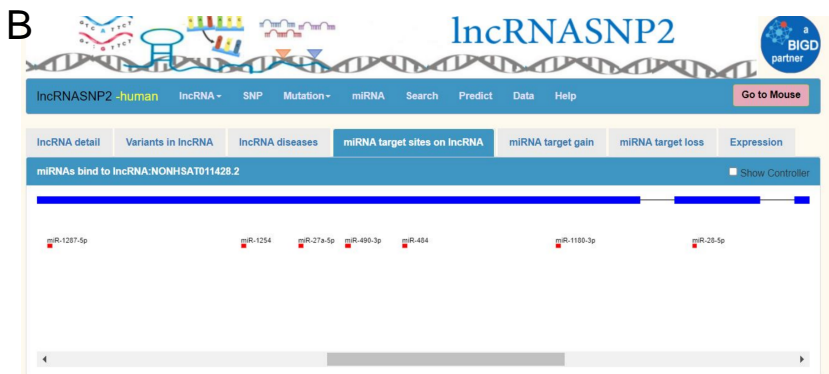 B
lncRNASNP2
a
BIGD
partner
lncRNASNP2 -human lncRNA SNP Mutation miRNA Search Predict Data Help Go to Mouse
lncRNA detail Variants in lncRNA lncRNA diseases miRNA target sites on lncRNA miRNA target gain miRNA target loss Expression
miRNAs bind to lncRNA:NONHSAT011428.2 Show Controller
miR-1287-5p miR-1254 miR-27a-5p miR-490-3p miR-484 miR-1180-3p miR-28-5p